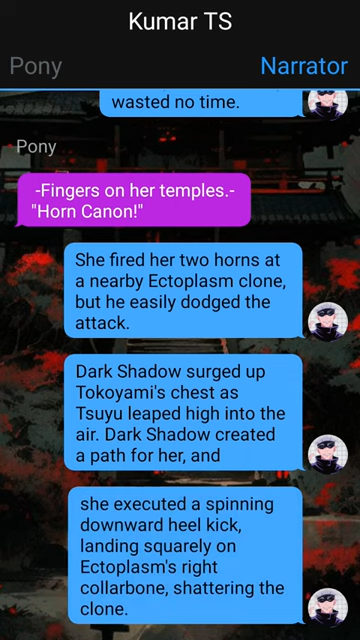 Kumar TS
Pony
Narrator
wasted no time.
Pony
-Fingers on her temples.-
"Horn Canon!"
She fired her two horns at
a nearby Ectoplasm clone,
but he easily dodged the
attack.
Dark Shadow surged up
Tokoyami's chest as
Tsuyu leaped high into the
air. Dark Shadow created
a path for her, and
she executed a spinning
downward heel kick,
landing squarely on
Ectoplasm's right
collarbone, shattering the
clone.